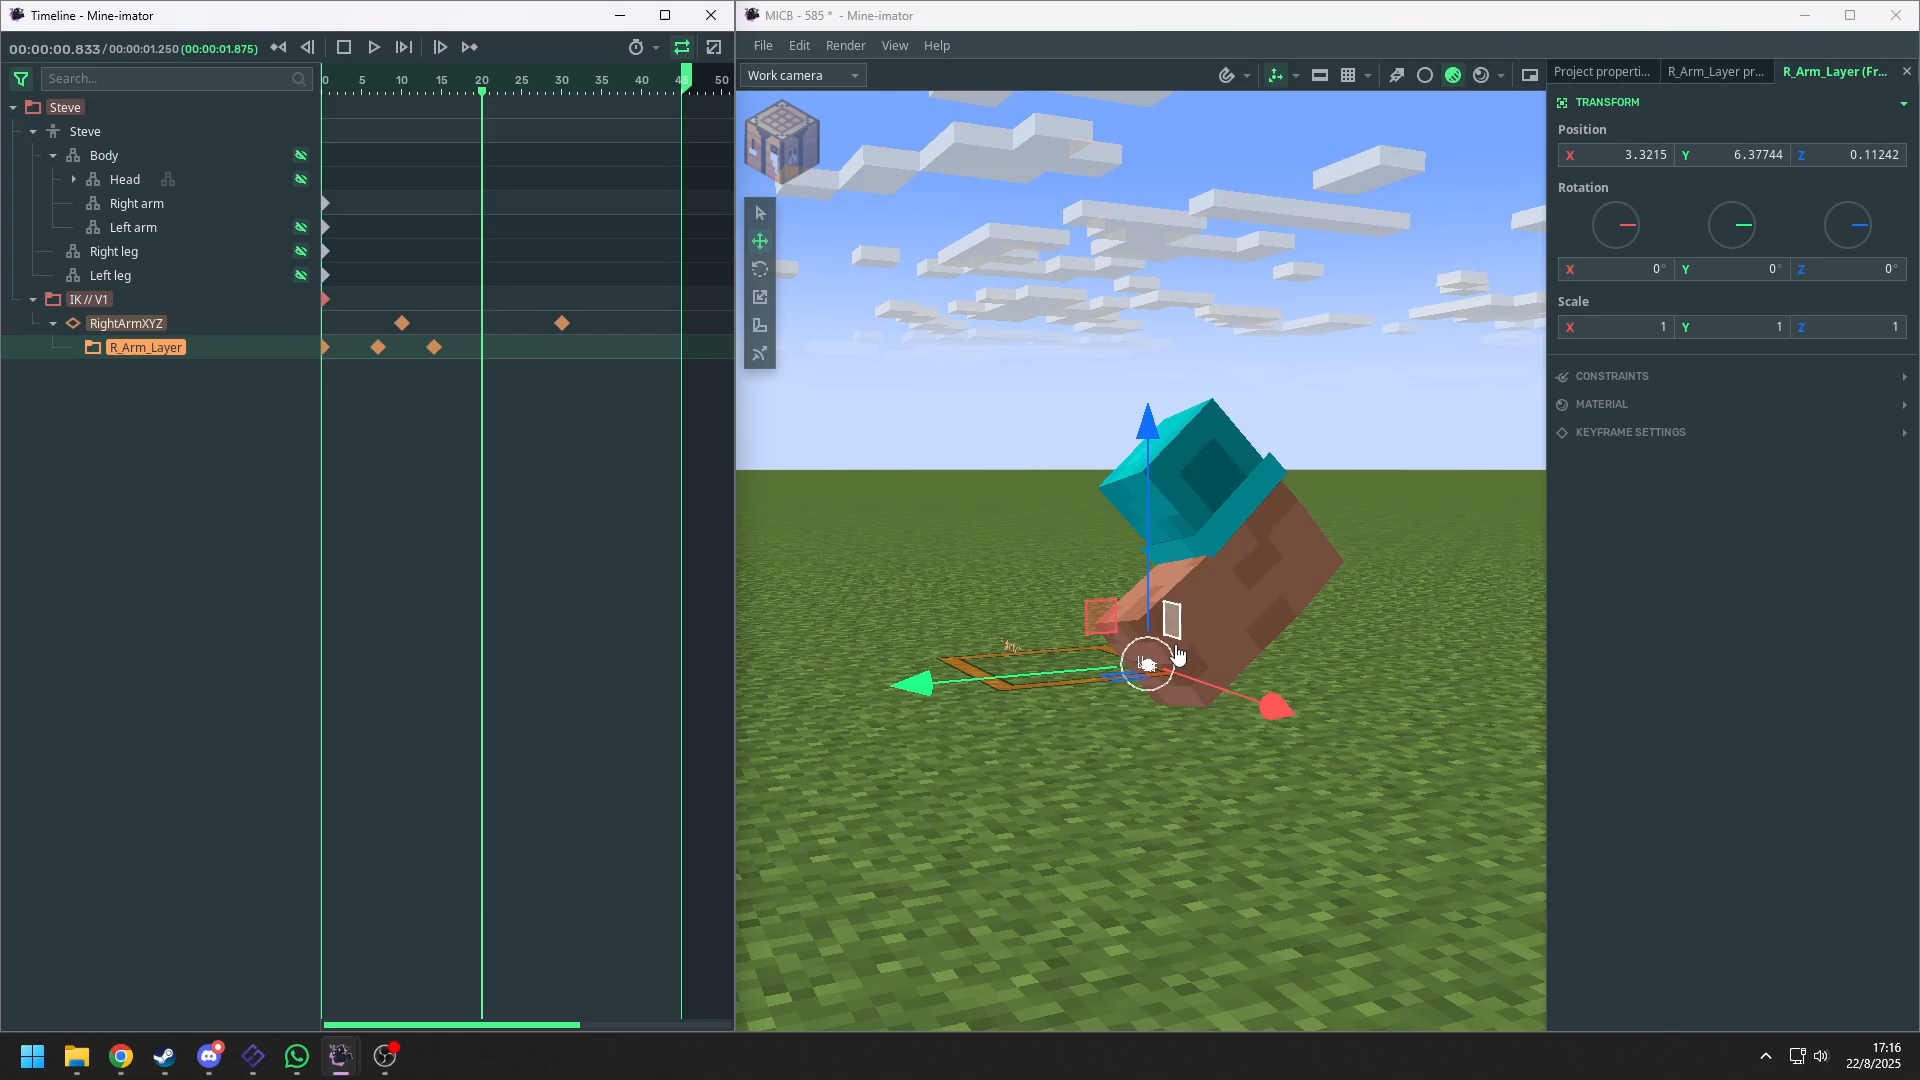 Timeline - Mine-imator
00:00:00.833 / 00:00:01.250 (00:00:01.875)
Search...
0 5 10 15 20 25 30 35 40 45 50
Steve
Steve
Body
Head
Right arm
Left arm
Right leg
Left leg
IK // V1
RightArmXYZ
R_Arm_Layer
MICB - 585 * - Mine-imator
File Edit Render View Help
Work camera
Project properti... R_Arm_Layer pr... R_Arm_Layer (Fr...
TRANSFORM
Position
X 3.3215 Y 6.37744 Z 0.11242
Rotation
X 0° Y 0° Z 0°
Scale
X 1 Y 1 Z 1
CONSTRAINTS
MATERIAL
KEYFRAME SETTINGS
17:16
22/8/2025